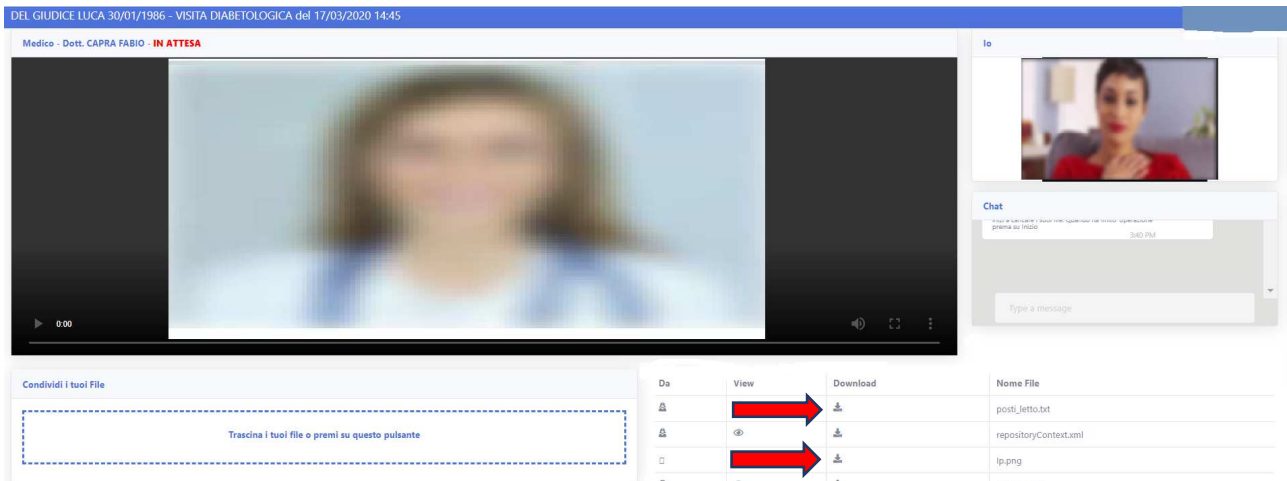 DEL GIUDICE LUCA 30/01/1986 - VISITA DIABETOLOGICA del 17/03/2020 14:45
Medico - Dott. CAPRA FABIO - IN ATTESA
Io
0:00
Chat
prema su Inizio
3:40 PM
Type a message
Condividi i tuoi File
Trascina i tuoi file o premi su questo pulsante
Da View Download Nome File
posti_letto.txt
repositoryContext.xml
ip.png